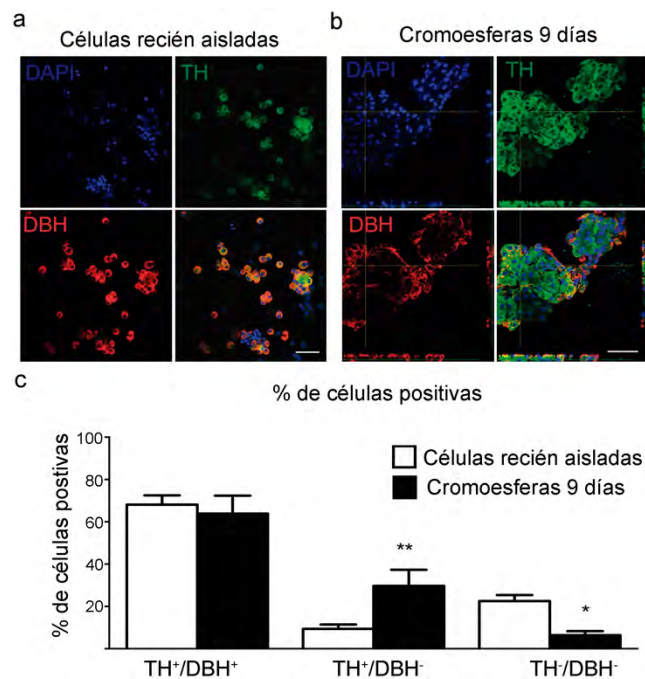 a
Células recién aisladas
DAPI
TH
DBH
b
Cromoesferas 9 días
DAPI
TH
DBH
c
% de células positivas
% de células postivas
100
80
60
40
20
Células recién aisladas
Cromoesferas 9 días
**
*
TH⁺/DBH⁺
TH⁺/DBH⁻
TH⁻/DBH⁻